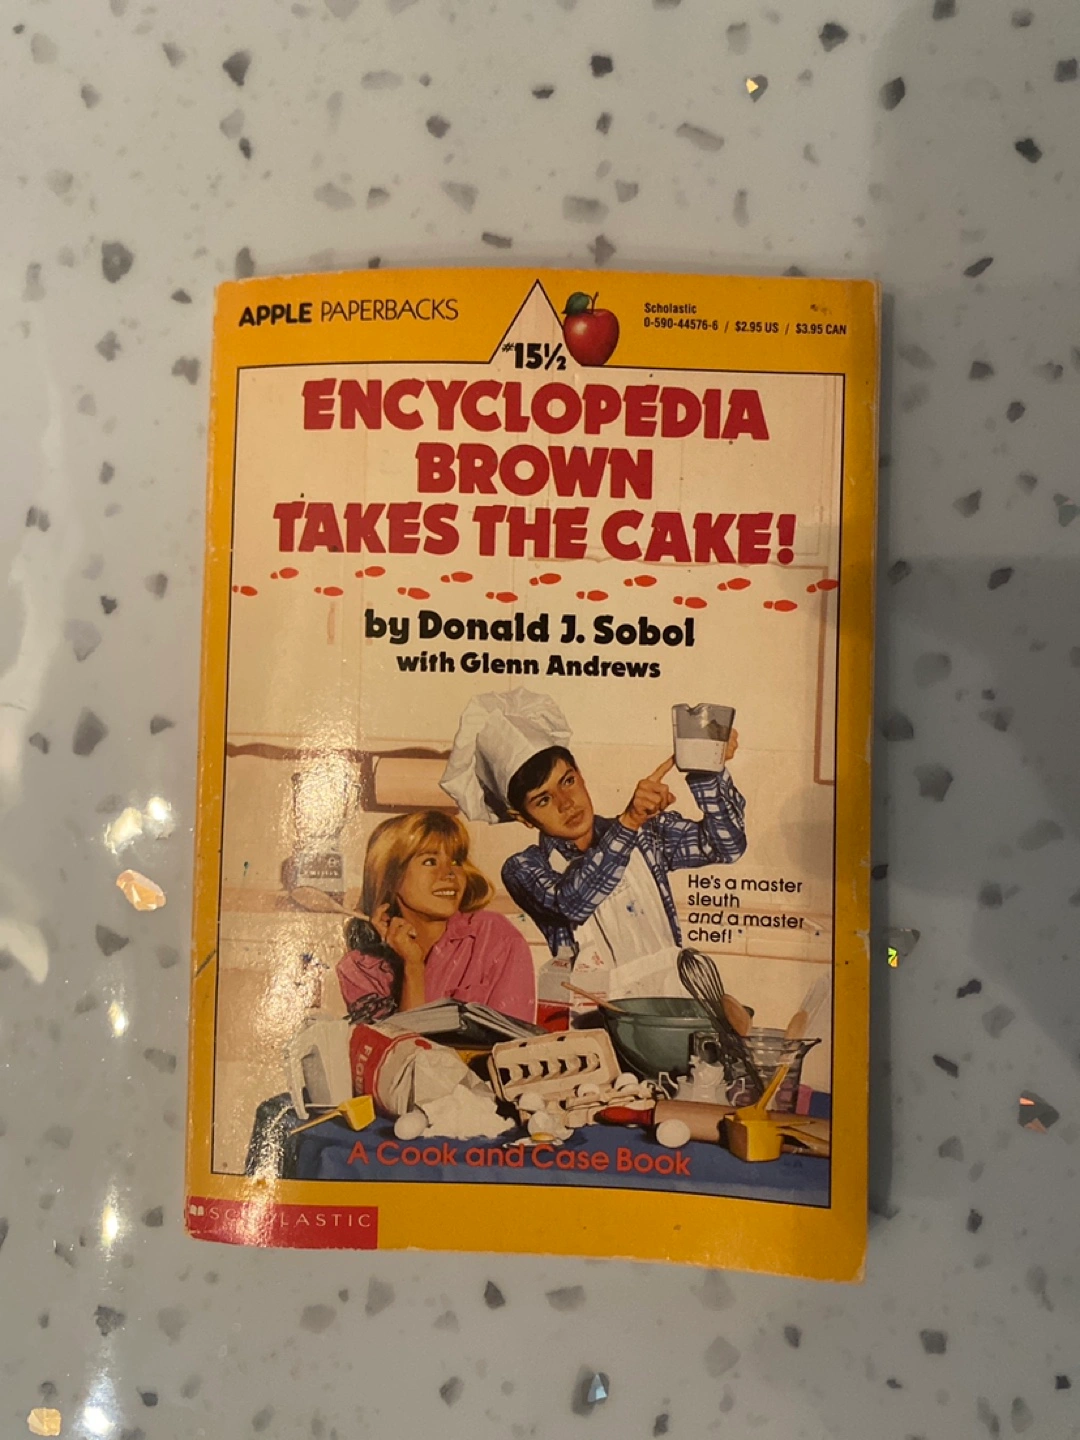 APPLE PAPERBACKS
Scholastic
0-590-44576-6 / $2.95 US / $3.95 CAN
#15½
ENCYCLOPEDIA
BROWN
TAKES THE CAKE!
by Donald J. Sobol
with Glenn Andrews
He's a master
sleuth
and a master
chef!
FLOUR
A Cook and Case Book
SCHOLASTIC